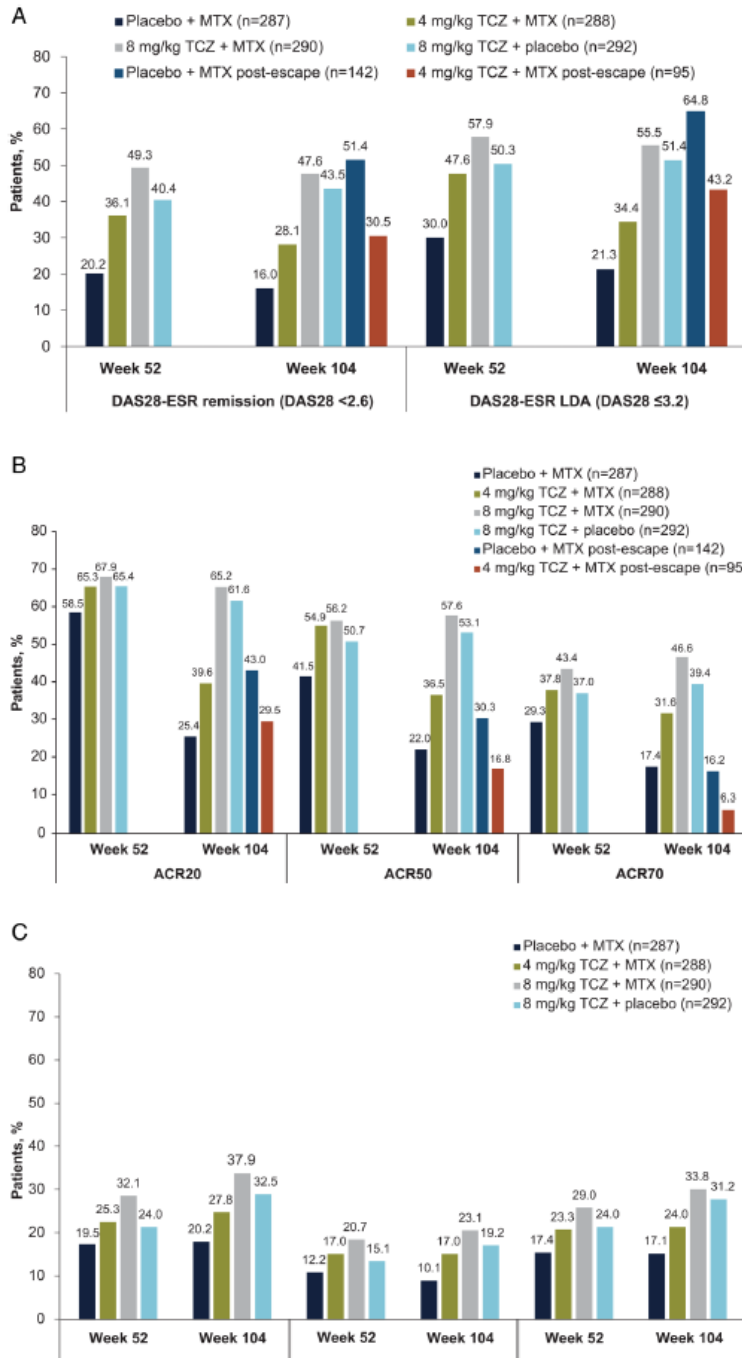 A
Placebo + MTX (n=287) 4 mg/kg TCZ + MTX (n=288)
8 mg/kg TCZ + MTX (n=290) 8 mg/kg TCZ + placebo (n=292)
Placebo + MTX post-escape (n=142) 4 mg/kg TCZ + MTX post-escape (n=95)
Patients, %
80
70
60
50
40
30
20
10
0
20.2 36.1 49.3 40.4
16.0 28.1 47.6 43.5 51.4 30.5
30.0 47.6 57.9 50.3
21.3 34.4 55.5 51.4 64.8 43.2
Week 52 Week 104 Week 52 Week 104
DAS28-ESR remission (DAS28 <2.6) DAS28-ESR LDA (DAS28 ≤3.2)
B
Placebo + MTX (n=287)
4 mg/kg TCZ + MTX (n=288)
8 mg/kg TCZ + MTX (n=290)
8 mg/kg TCZ + placebo (n=292)
Placebo + MTX post-escape (n=142)
4 mg/kg TCZ + MTX post-escape (n=95
Patients, %
80
70
60
50
40
30
20
10
0
58.5 65.3 67.9 65.4
25.4 39.6 65.2 61.6 43.0 29.5
41.5 54.9 56.2 50.7
22.0 36.5 57.6 53.1 30.3 16.8
29.3 37.8 43.4 37.0
17.4 31.6 46.6 39.4 16.2 6.3
Week 52 Week 104 Week 52 Week 104 Week 52 Week 104
ACR20 ACR50 ACR70
C
Placebo + MTX (n=287)
4 mg/kg TCZ + MTX (n=288)
8 mg/kg TCZ + MTX (n=290)
8 mg/kg TCZ + placebo (n=292)
Patients, %
80
70
60
50
40
30
20
10
0
19.5 25.3 32.1 24.0
20.2 27.8 37.9 32.5
12.2 17.0 20.7 15.1
10.1 17.0 23.1 19.2
17.4 23.3 29.0 24.0
17.1 24.0 33.8 31.2
Week 52 Week 104 Week 52 Week 104 Week 52 Week 104